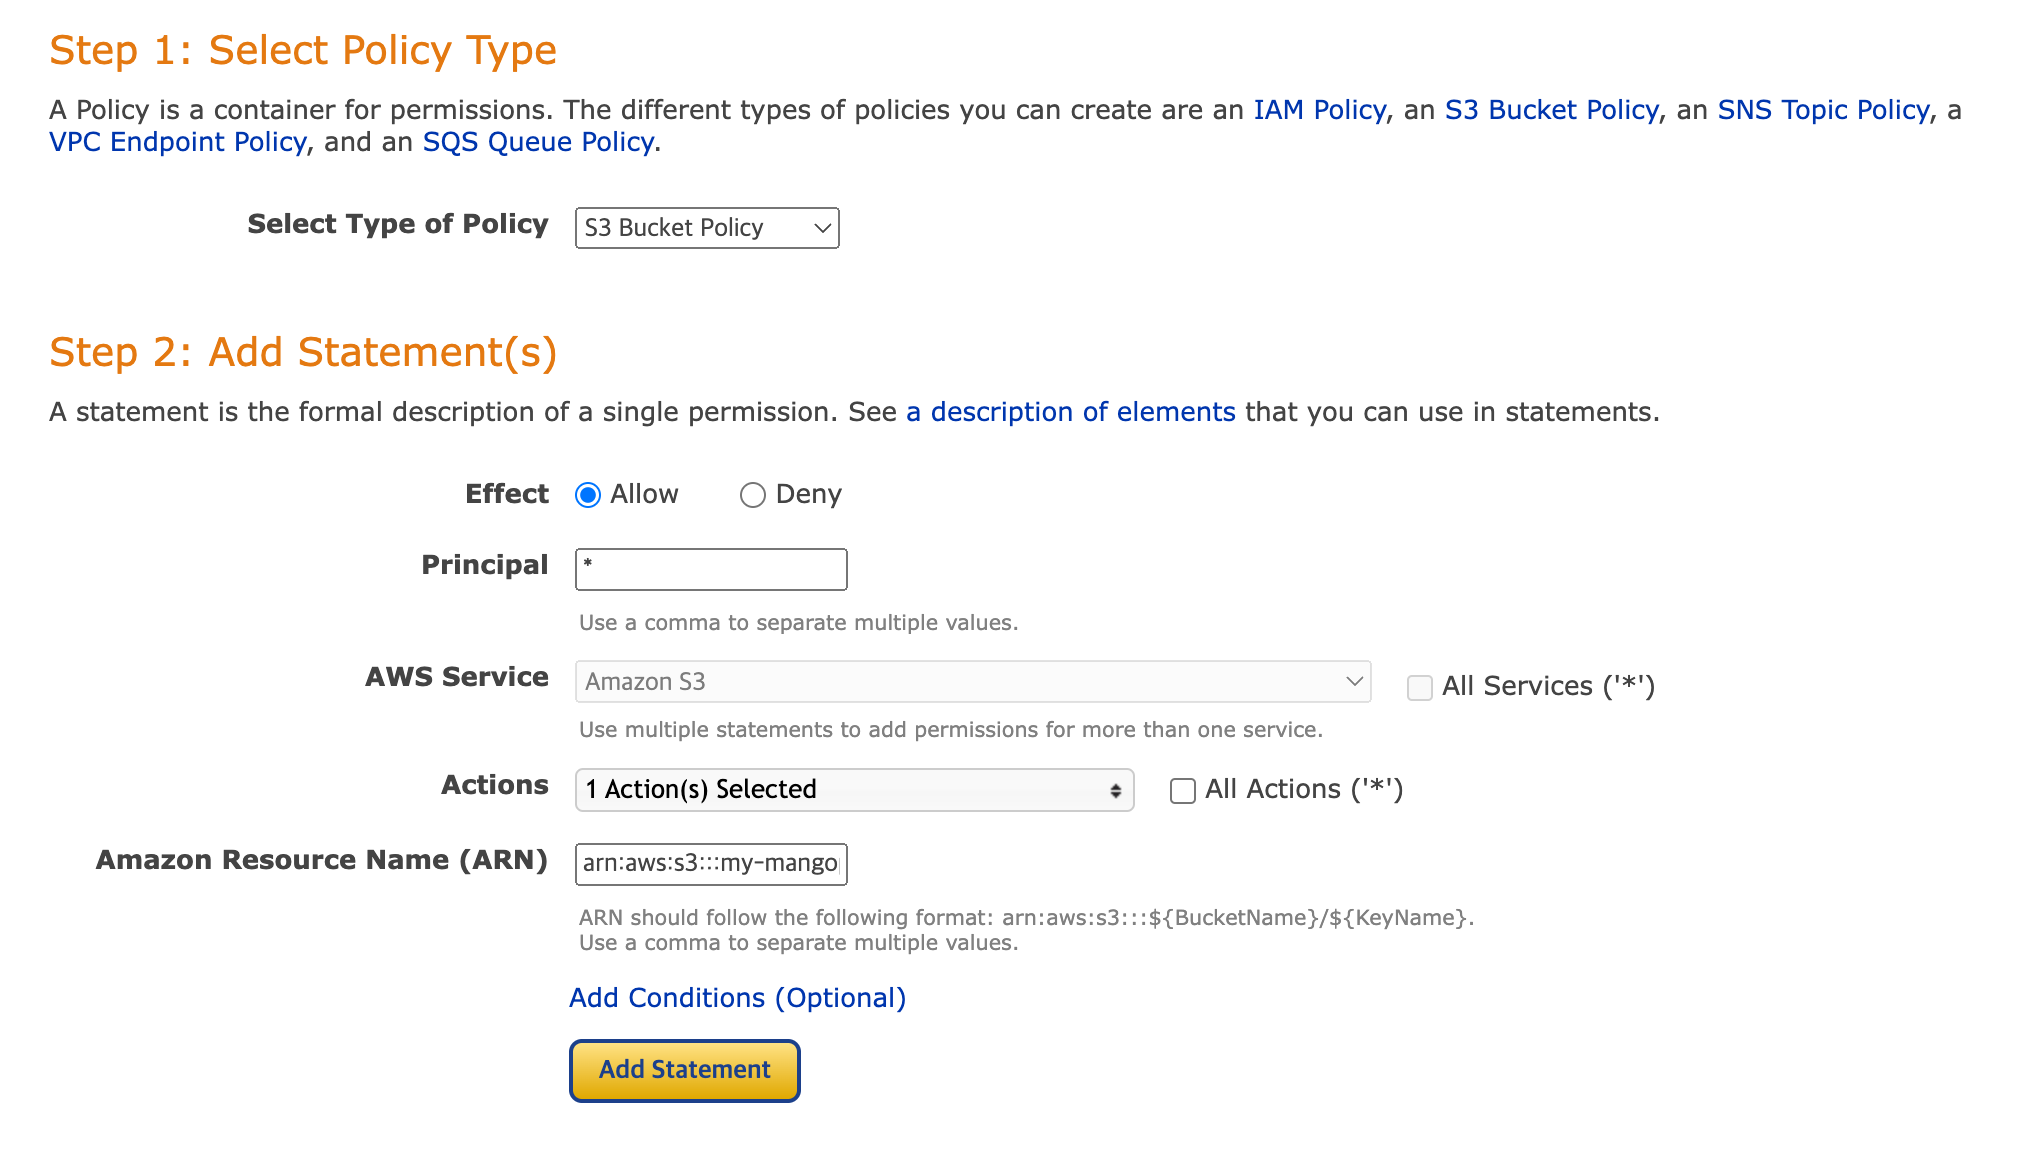 Step 1: Select Policy Type
A Policy is a container for permissions. The different types of policies you can create are an IAM Policy, an S3 Bucket Policy, an SNS Topic Policy, a
VPC Endpoint Policy, and an SQS Queue Policy.
Select Type of Policy S3 Bucket Policy
Step 2: Add Statement(s)
A statement is the formal description of a single permission. See a description of elements that you can use in statements.
Effect Allow Deny
Principal *
Use a comma to separate multiple values.
AWS Service Amazon S3 All Services ('*')
Use multiple statements to add permissions for more than one service.
Actions 1 Action(s) Selected All Actions ('*')
Amazon Resource Name (ARN) arn:aws:s3:::my-mango
ARN should follow the following format: arn:aws:s3:::${BucketName}/${KeyName}.
Use a comma to separate multiple values.
Add Conditions (Optional)
Add Statement